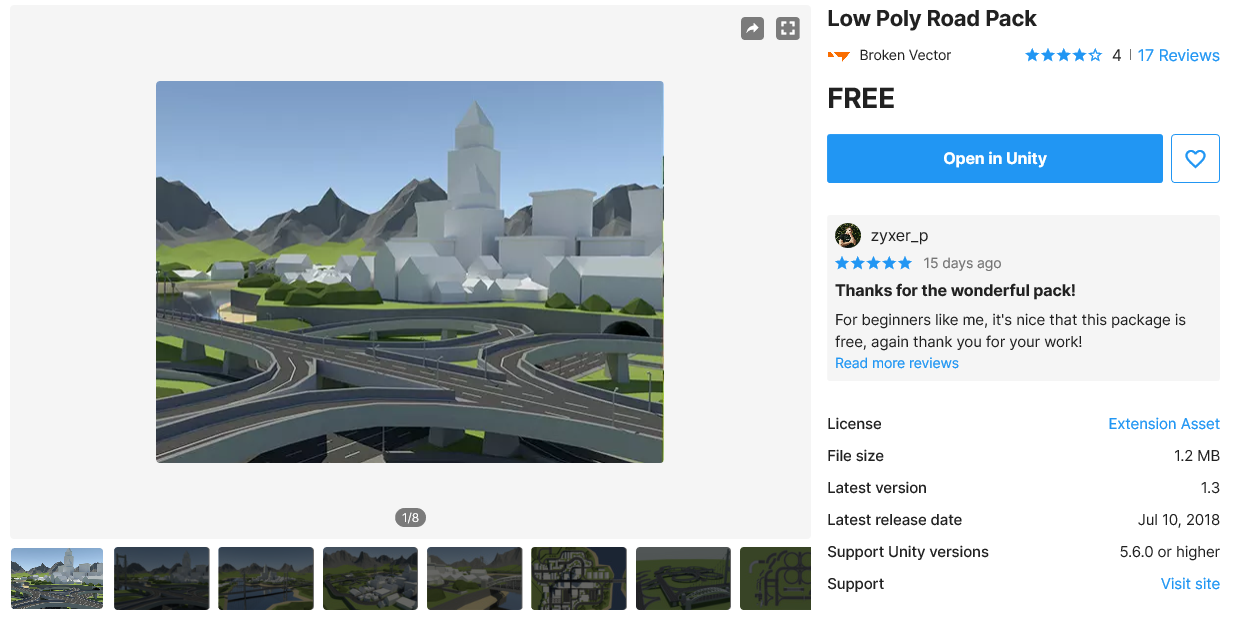 Low Poly Road Pack
Broken Vector
4 | 17 Reviews
FREE
Open in Unity
zyxer_p
15 days ago
Thanks for the wonderful pack!
For beginners like me, it's nice that this package is
free, again thank you for your work!
Read more reviews
License Extension Asset
File size 1.2 MB
Latest version 1.3
Latest release date Jul 10, 2018
Support Unity versions 5.6.0 or higher
Support Visit site
1/8